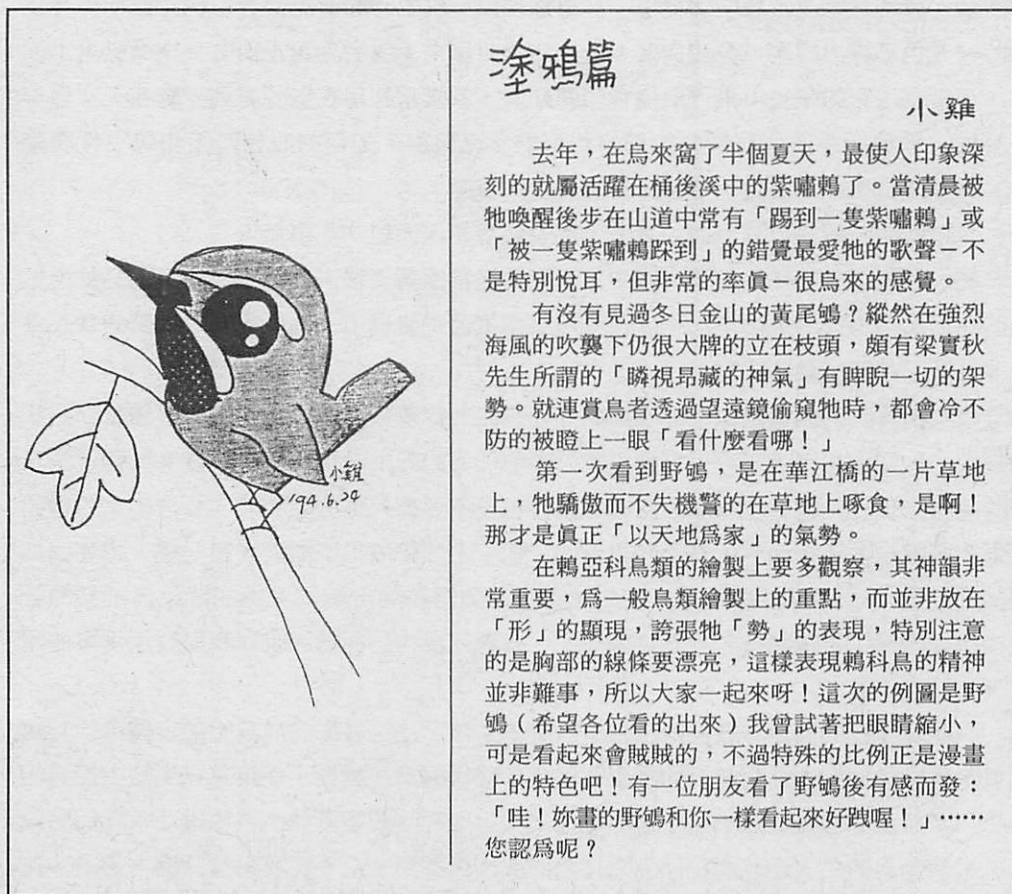 塗鴉篇
小雞
去年，在烏來窩了半個夏天，最使人印象深
刻的就屬活躍在桶後溪中的紫嘯鶇了。當清晨被
牠喚醒後步在山道中常有「踢到一隻紫嘯鶇」或
「被一隻紫嘯鶇踩到」的錯覺最愛牠的歌聲－不
是特別悅耳，但非常的率眞－很烏來的感覺。
有沒有見過冬日金山的黃尾鴝？縱然在強烈
海風的吹襲下仍很大牌的立在枝頭，頗有梁實秋
先生所謂的「瞵視昻藏的神氣」有睥睨一切的架
勢。就連賞鳥者透過望遠鏡偷窺牠時，都會冷不
防的被瞪上一眼「看什麼看哪！」
第一次看到野鴝，是在華江橋的一片草地
上，牠驕傲而不失機警的在草地上啄食，是啊！
那才是眞正「以天地爲家」的氣勢。
在鶇亞科鳥類的繪製上要多觀察，其神韻非
常重要，爲一般鳥類繪製上的重點，而並非放在
「形」的顯現，誇張牠「勢」的表現，特別注意
的是胸部的線條要漂亮，這樣表現鶇科鳥的精神
並非難事，所以大家一起來呀！這次的例圖是野
鴝（希望各位看的出來）我曾試著把眼睛縮小，
可是看起來會賊賊的，不過特殊的比例正是漫畫
上的特色吧！有一位朋友看了野鴝後有感而發：
「哇！妳畫的野鴝和你一樣看起來好跩喔！」……
您認爲呢？
小雞
'94.6.24